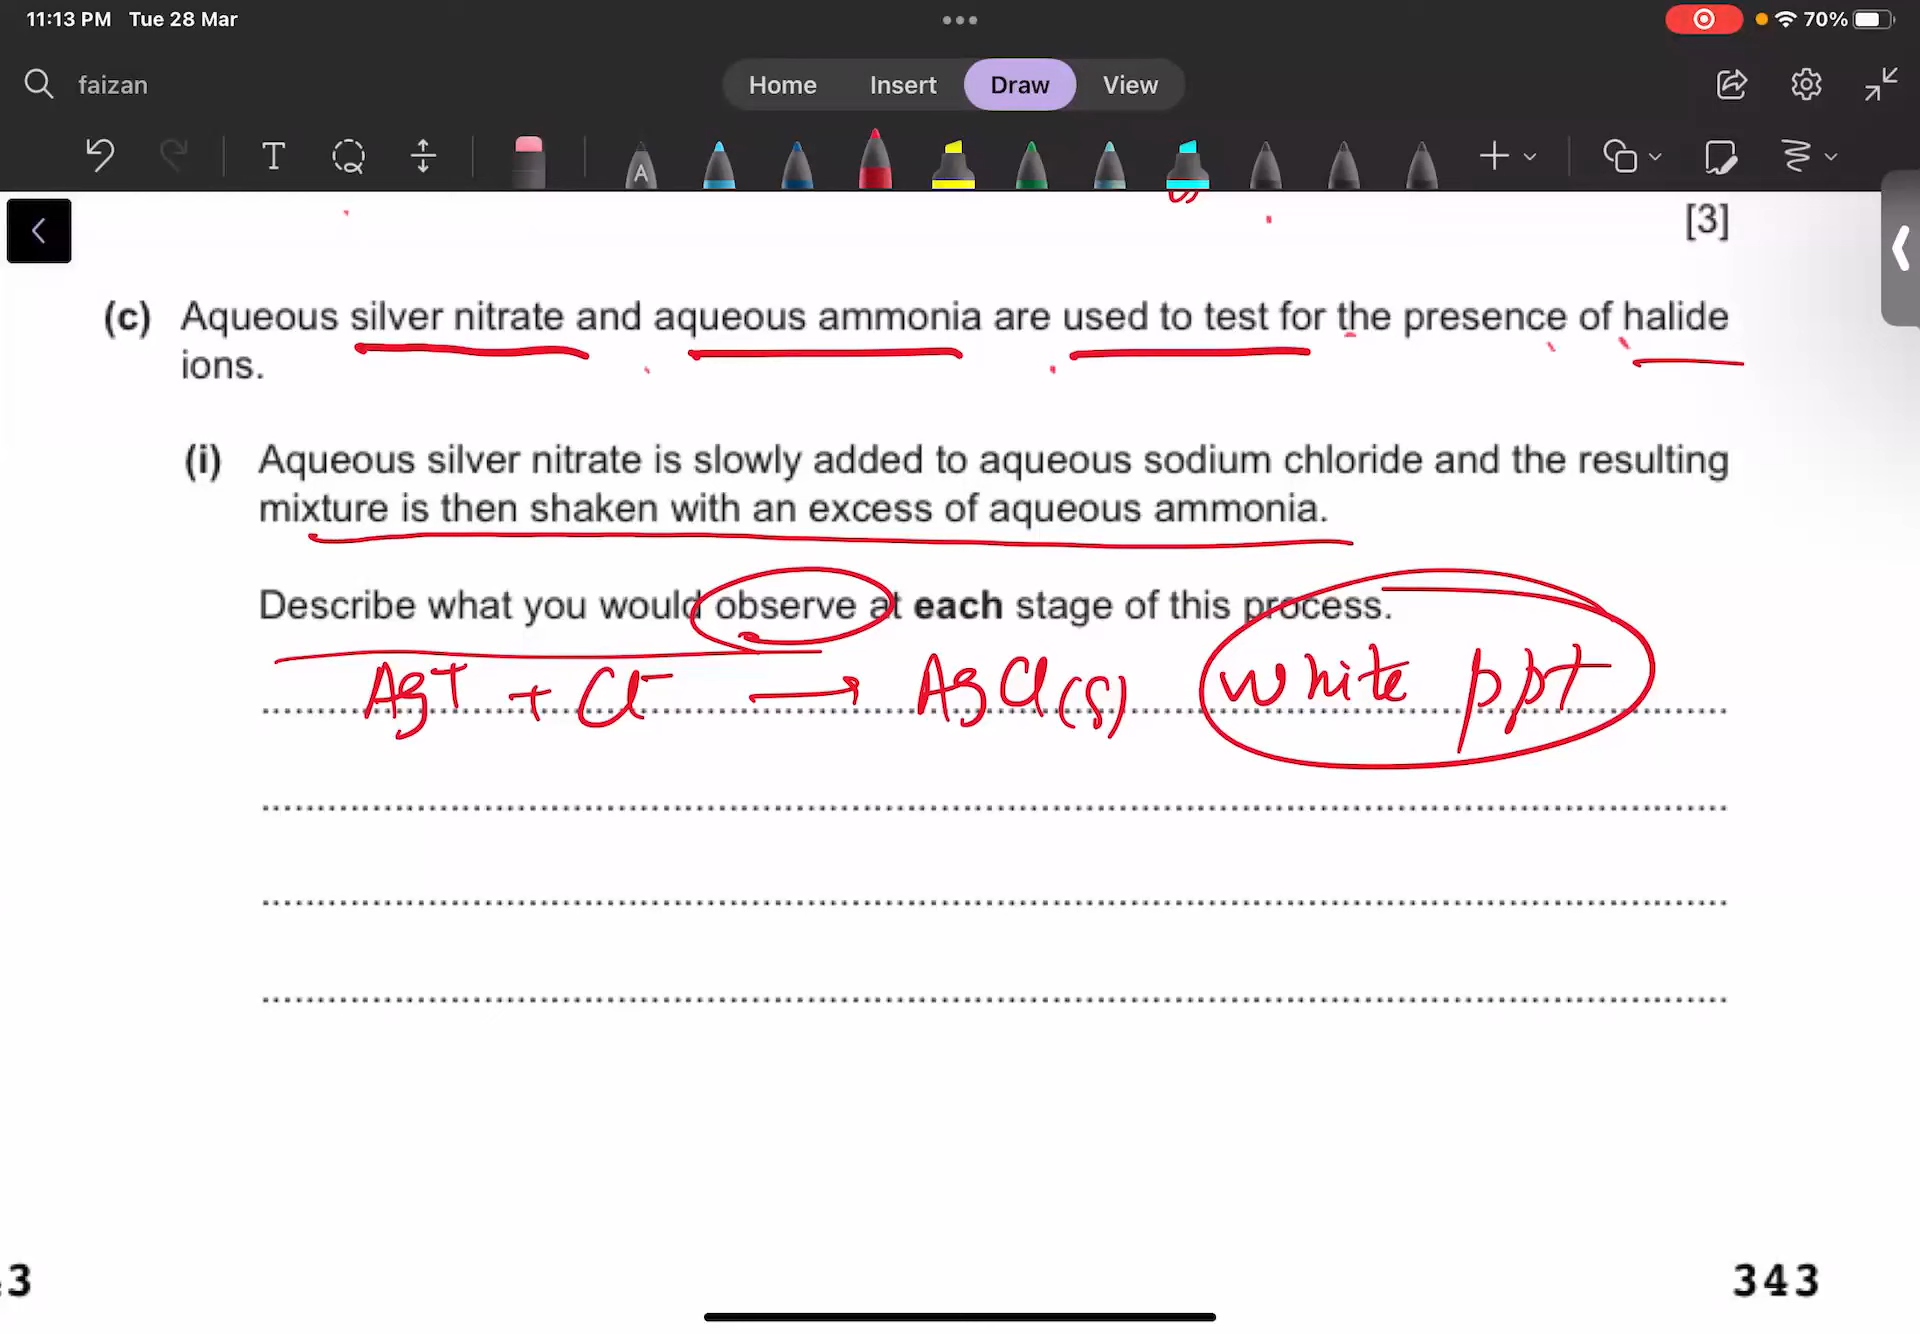 11:13 PM Tue 28 Mar
70%
faizan
Home Insert Draw View
T
A
[3]
(c) Aqueous silver nitrate and aqueous ammonia are used to test for the presence of halide
ions.
(i) Aqueous silver nitrate is slowly added to aqueous sodium chloride and the resulting
mixture is then shaken with an excess of aqueous ammonia.
Describe what you would observe at each stage of this process.
Ag+ + Cl- → AgCl(s) white ppt
3
343